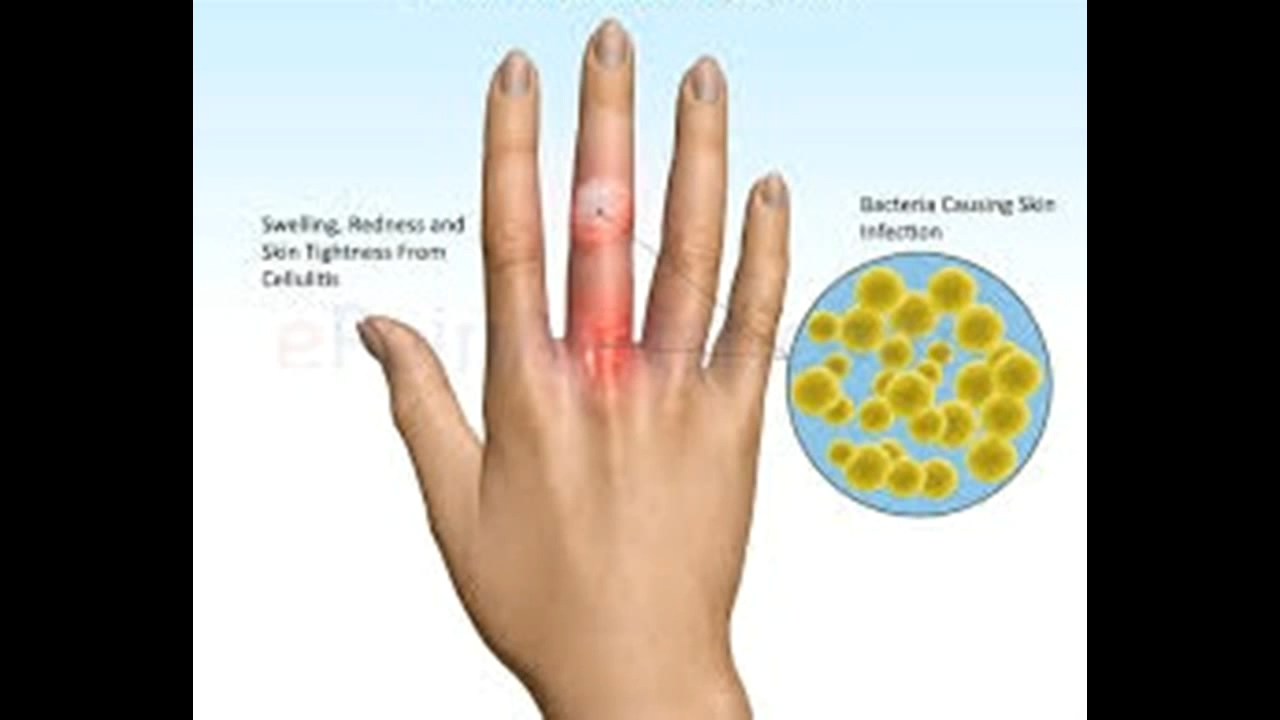 Swelling, Redness and
Skin Tightness From
Cellulitis
Bacteria Causing Skin
Infection